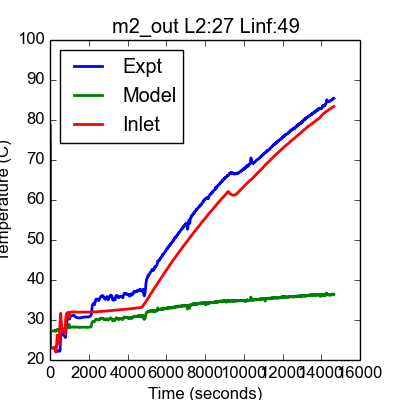 m2_out L2:27 Linf:49
100
90
80
70
60
50
40
30
20
Expt
Model
Inlet
Temperature (C)
0 2000 4000 6000 8000 10000 12000 14000 16000
Time (seconds)